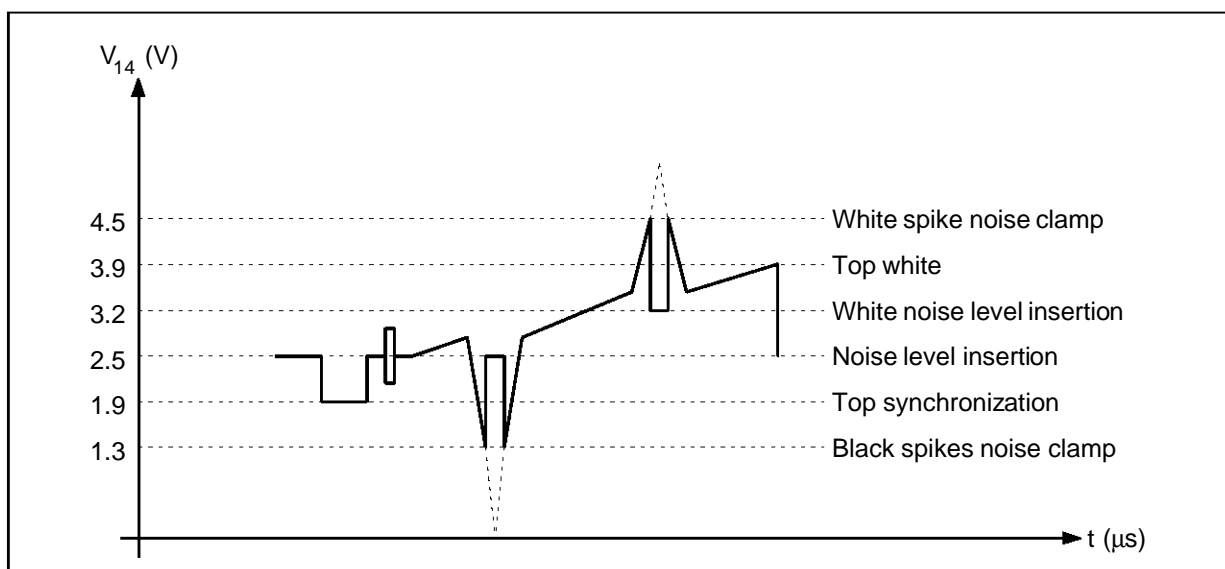 V14 (V)
4.5 White spike noise clamp
3.9 Top white
3.2 White noise level insertion
2.5 Noise level insertion
1.9 Top synchronization
1.3 Black spikes noise clamp
t (μs)